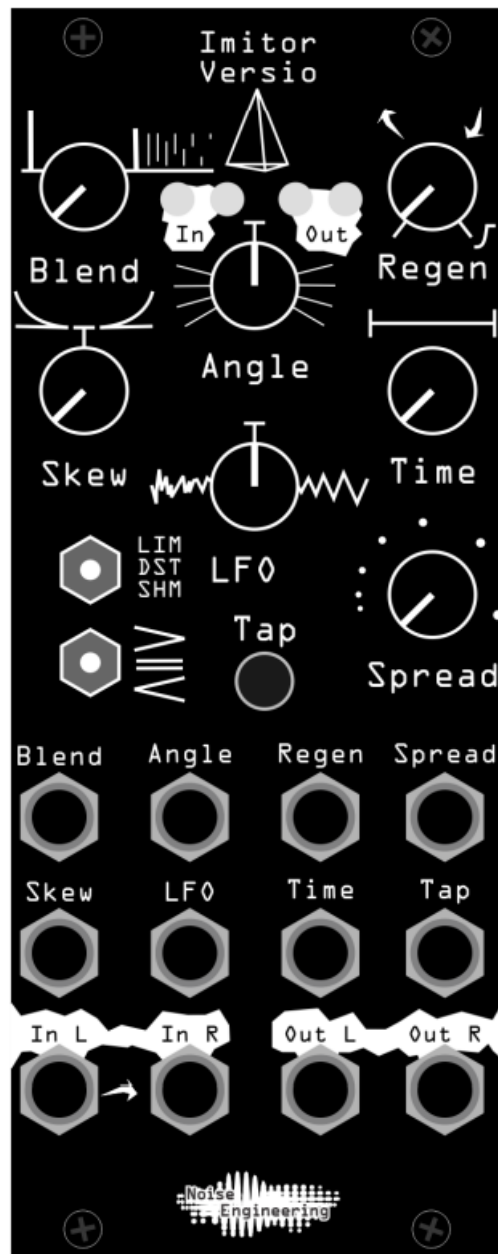 Imitor
Versio
In
Out
Blend
Regen
Angle
Skew
Time
LIM
DST
SHM
LFO
Tap
Spread
Blend Angle Regen Spread
Skew LFO Time Tap
In L In R Out L Out R
Noise
Engineering